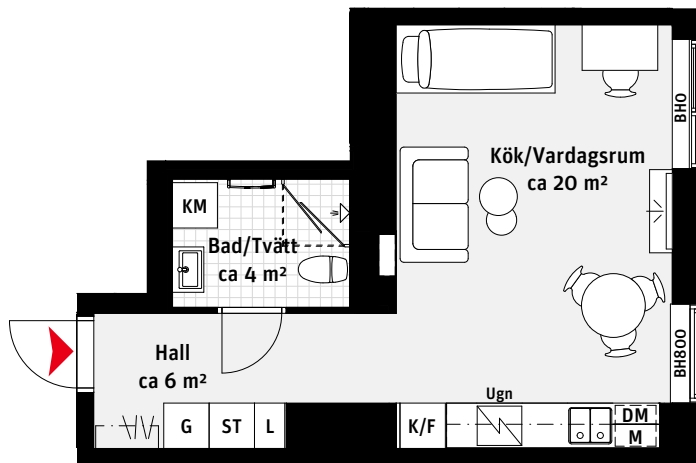 BH0
Kök/Vardagsrum
ca 20 m²
KM
Bad/Tvätt
ca 4 m²
Hall
ca 6 m²
BH800
Ugn
G
ST
L
K/F
DM
M